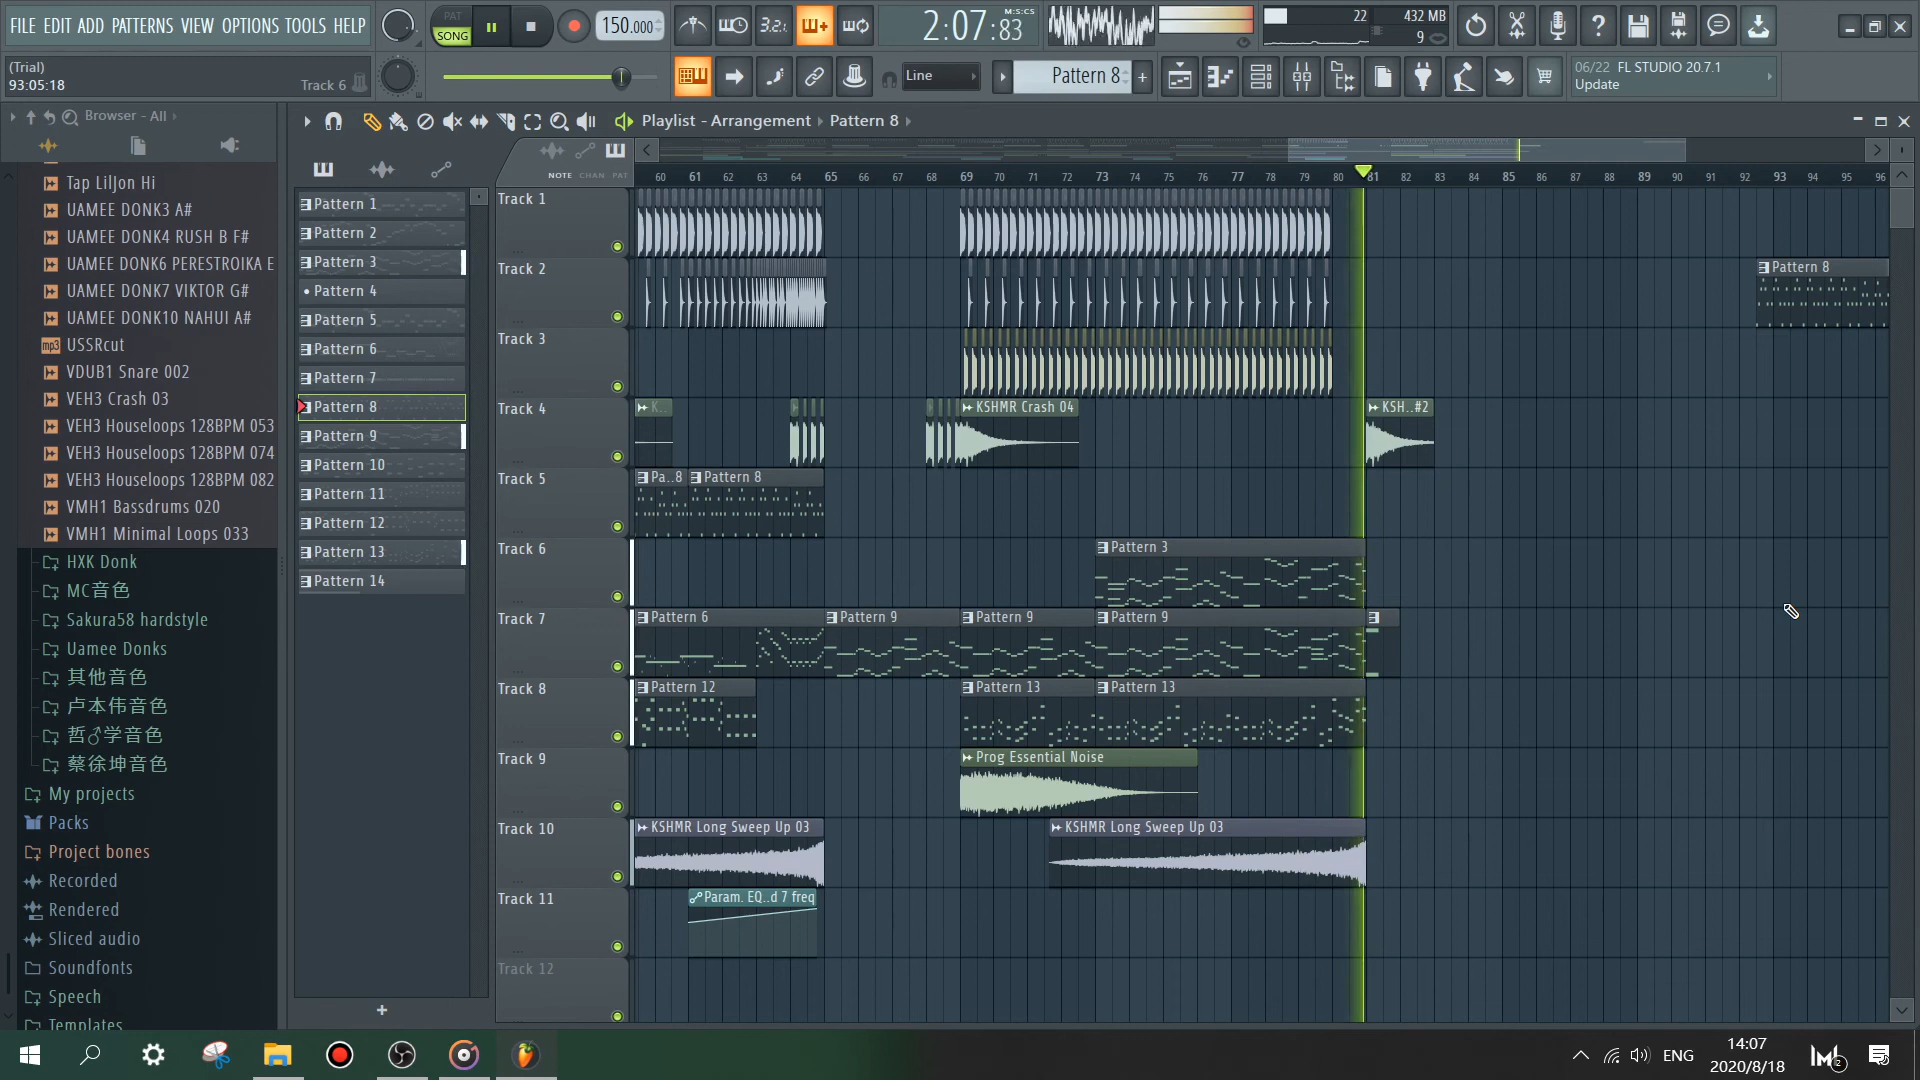 FILE EDIT ADD PATTERNS VIEW OPTIONS TOOLS HELP
PAT
SONG
150.000
3.2.1
2:07:83
M:S:CS
22
432 MB
9
(Trial)
93:05:18
Track 6
Line
Pattern 8
06/22 FL STUDIO 20.7.1
Update
Browser - All
Playlist - Arrangement Pattern 8
NOTE CHAN PAT
60 61 62 63 64 65 66 67 68 69 70 71 72 73 74 75 76 77 78 79 80 81 82 83 84 85 86 87 88 89 90 91 92 93 94 95 96
Tap LilJon Hi
UAMEE DONK3 A#
UAMEE DONK4 RUSH B F#
UAMEE DONK6 PERESTROIKA E
UAMEE DONK7 VIKTOR G#
UAMEE DONK10 NAHUI A#
mp3 USSRcut
VDUB1 Snare 002
VEH3 Crash 03
VEH3 Houseloops 128BPM 053
VEH3 Houseloops 128BPM 074
VEH3 Houseloops 128BPM 082
VMH1 Bassdrums 020
VMH1 Minimal Loops 033
HXK Donk
MC音色
Sakura58 hardstyle
Uamee Donks
其他音色
卢本伟音色
哲♂学音色
蔡徐坤音色
My projects
Packs
Project bones
Recorded
Rendered
Sliced audio
Soundfonts
Speech
Templates
Pattern 1
Pattern 2
Pattern 3
Pattern 4
Pattern 5
Pattern 6
Pattern 7
Pattern 8
Pattern 9
Pattern 10
Pattern 11
Pattern 12
Pattern 13
Pattern 14
Track 1
Track 2
Pattern 8
Track 3
Track 4
K..
KSHMR Crash 04
KSH..#2
Track 5
Pa..8
Pattern 8
Track 6
Pattern 3
Track 7
Pattern 6
Pattern 9
Pattern 9
Pattern 9
Track 8
Pattern 12
Pattern 13
Pattern 13
Track 9
Prog Essential Noise
Track 10
KSHMR Long Sweep Up 03
KSHMR Long Sweep Up 03
Track 11
Param. EQ..d 7 freq
Track 12
ENG
14:07
2020/8/18
2